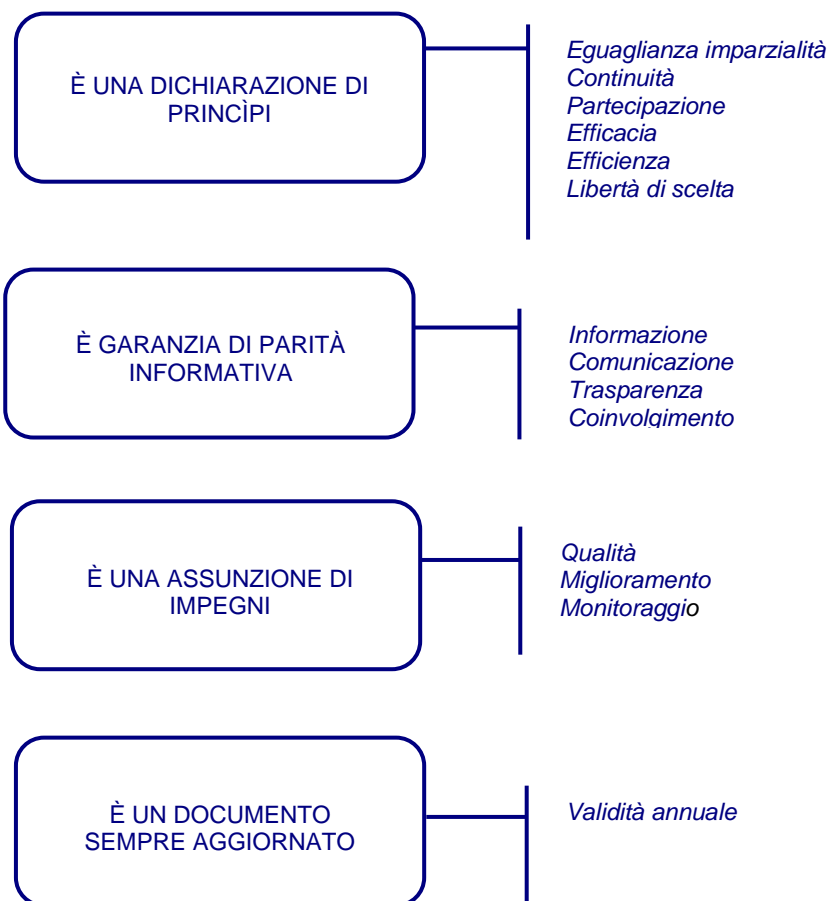 È UNA DICHIARAZIONE DI
PRINCÌPI
Eguaglianza imparzialità
Continuità
Partecipazione
Efficacia
Efficienza
Libertà di scelta
È GARANZIA DI PARITÀ
INFORMATIVA
Informazione
Comunicazione
Trasparenza
Coinvolgimento
È UNA ASSUNZIONE DI
IMPEGNI
Qualità
Miglioramento
Monitoraggio
È UN DOCUMENTO
SEMPRE AGGIORNATO
Validità annuale